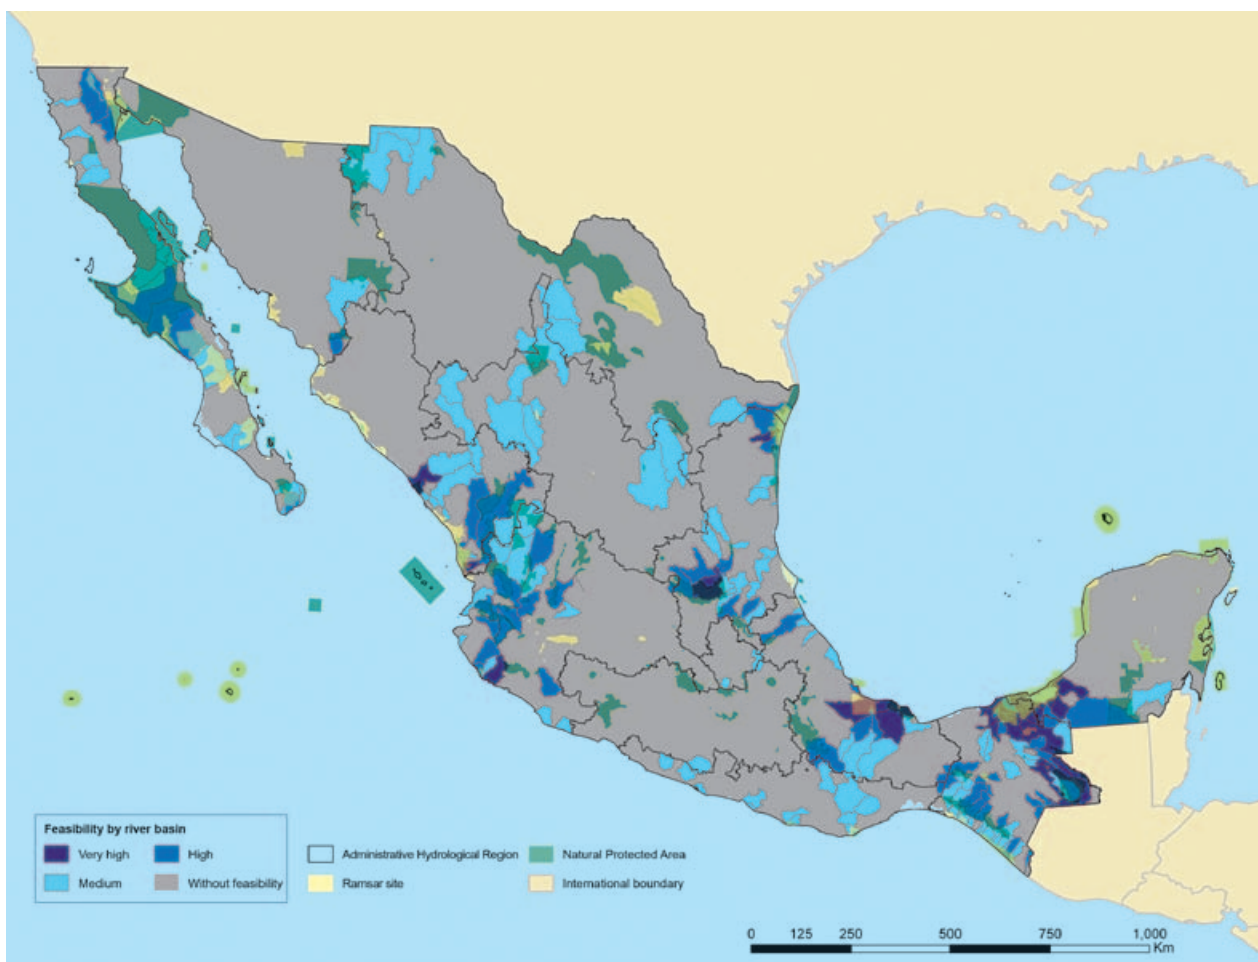 Feasibility by river basin
Very high
High
Administrative Hydrological Region
Natural Protected Area
Medium
Without feasibility
Ramsar site
International boundary
0 125 250 500 750 1,000
Km